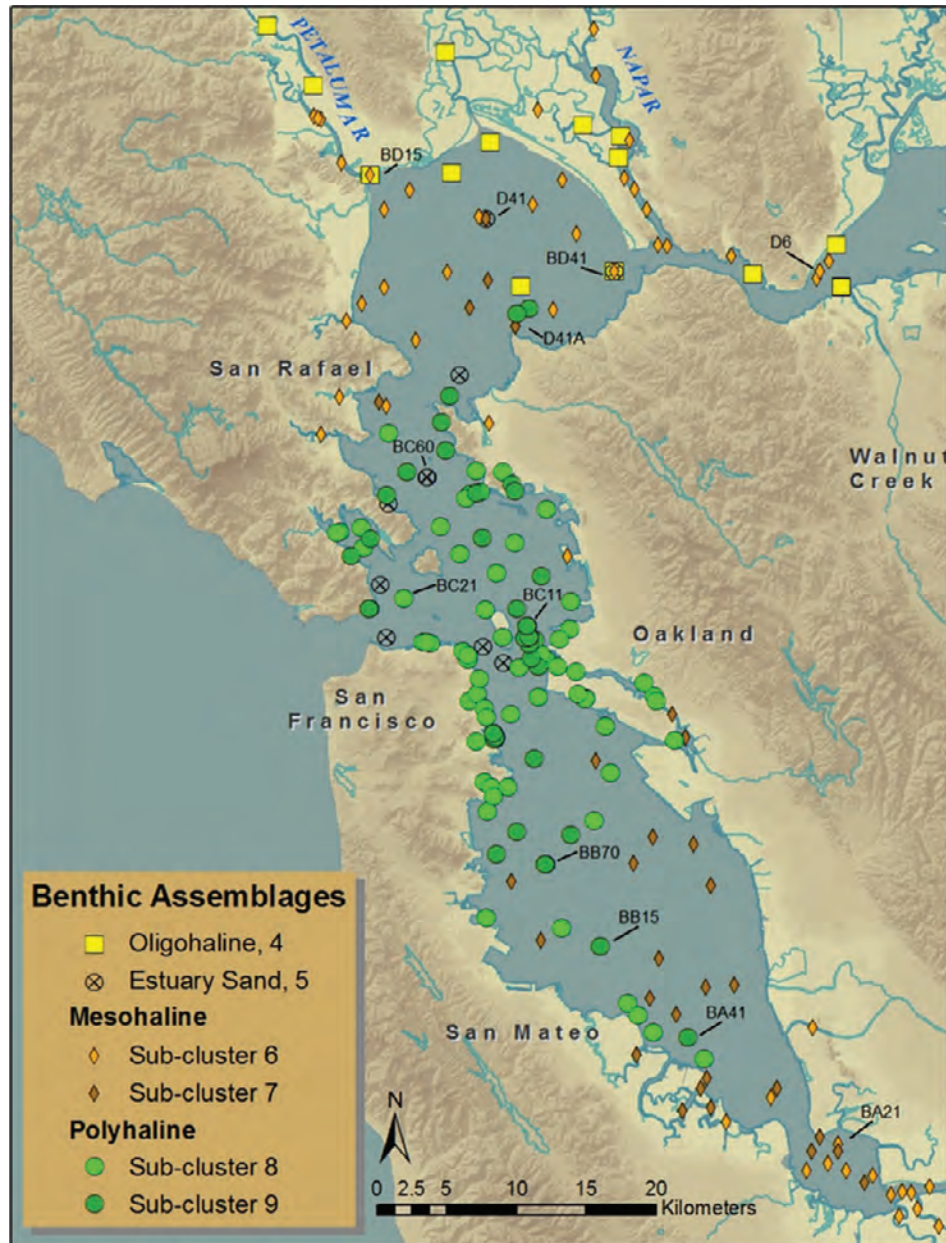 PETALUMAR
NAPAR
BD15
D41
D6
BD41
D41A
San Rafael
BC60
Walnut
Creek
BC21
BC11
Oakland
San
Francisco
BB70
BB15
San Mateo
BA41
BA21
Benthic Assemblages
Oligohaline, 4
Estuary Sand, 5
Mesohaline
Sub-cluster 6
Sub-cluster 7
Polyhaline
Sub-cluster 8
Sub-cluster 9
N
0 2.5 5 10 15 20
Kilometers